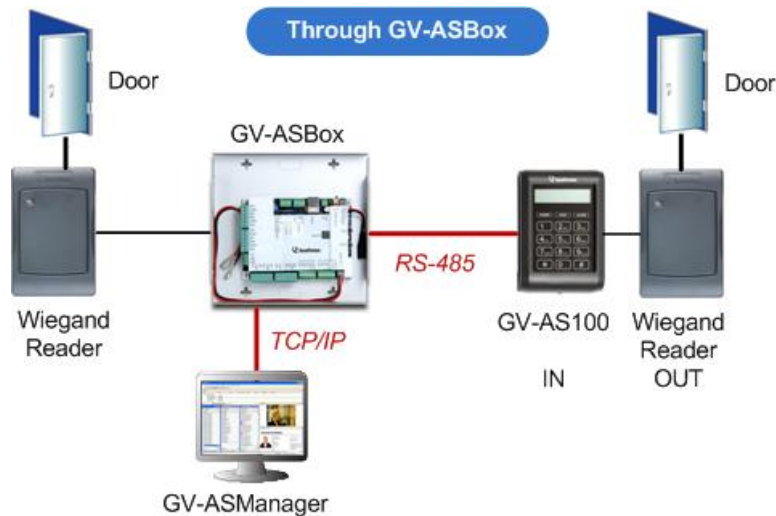 Through GV-ASBox
Door
Door
GV-ASBox
RS-485
Wiegand
Reader
TCP/IP
GV-AS100
IN
Wiegand
Reader
OUT
GV-ASManager